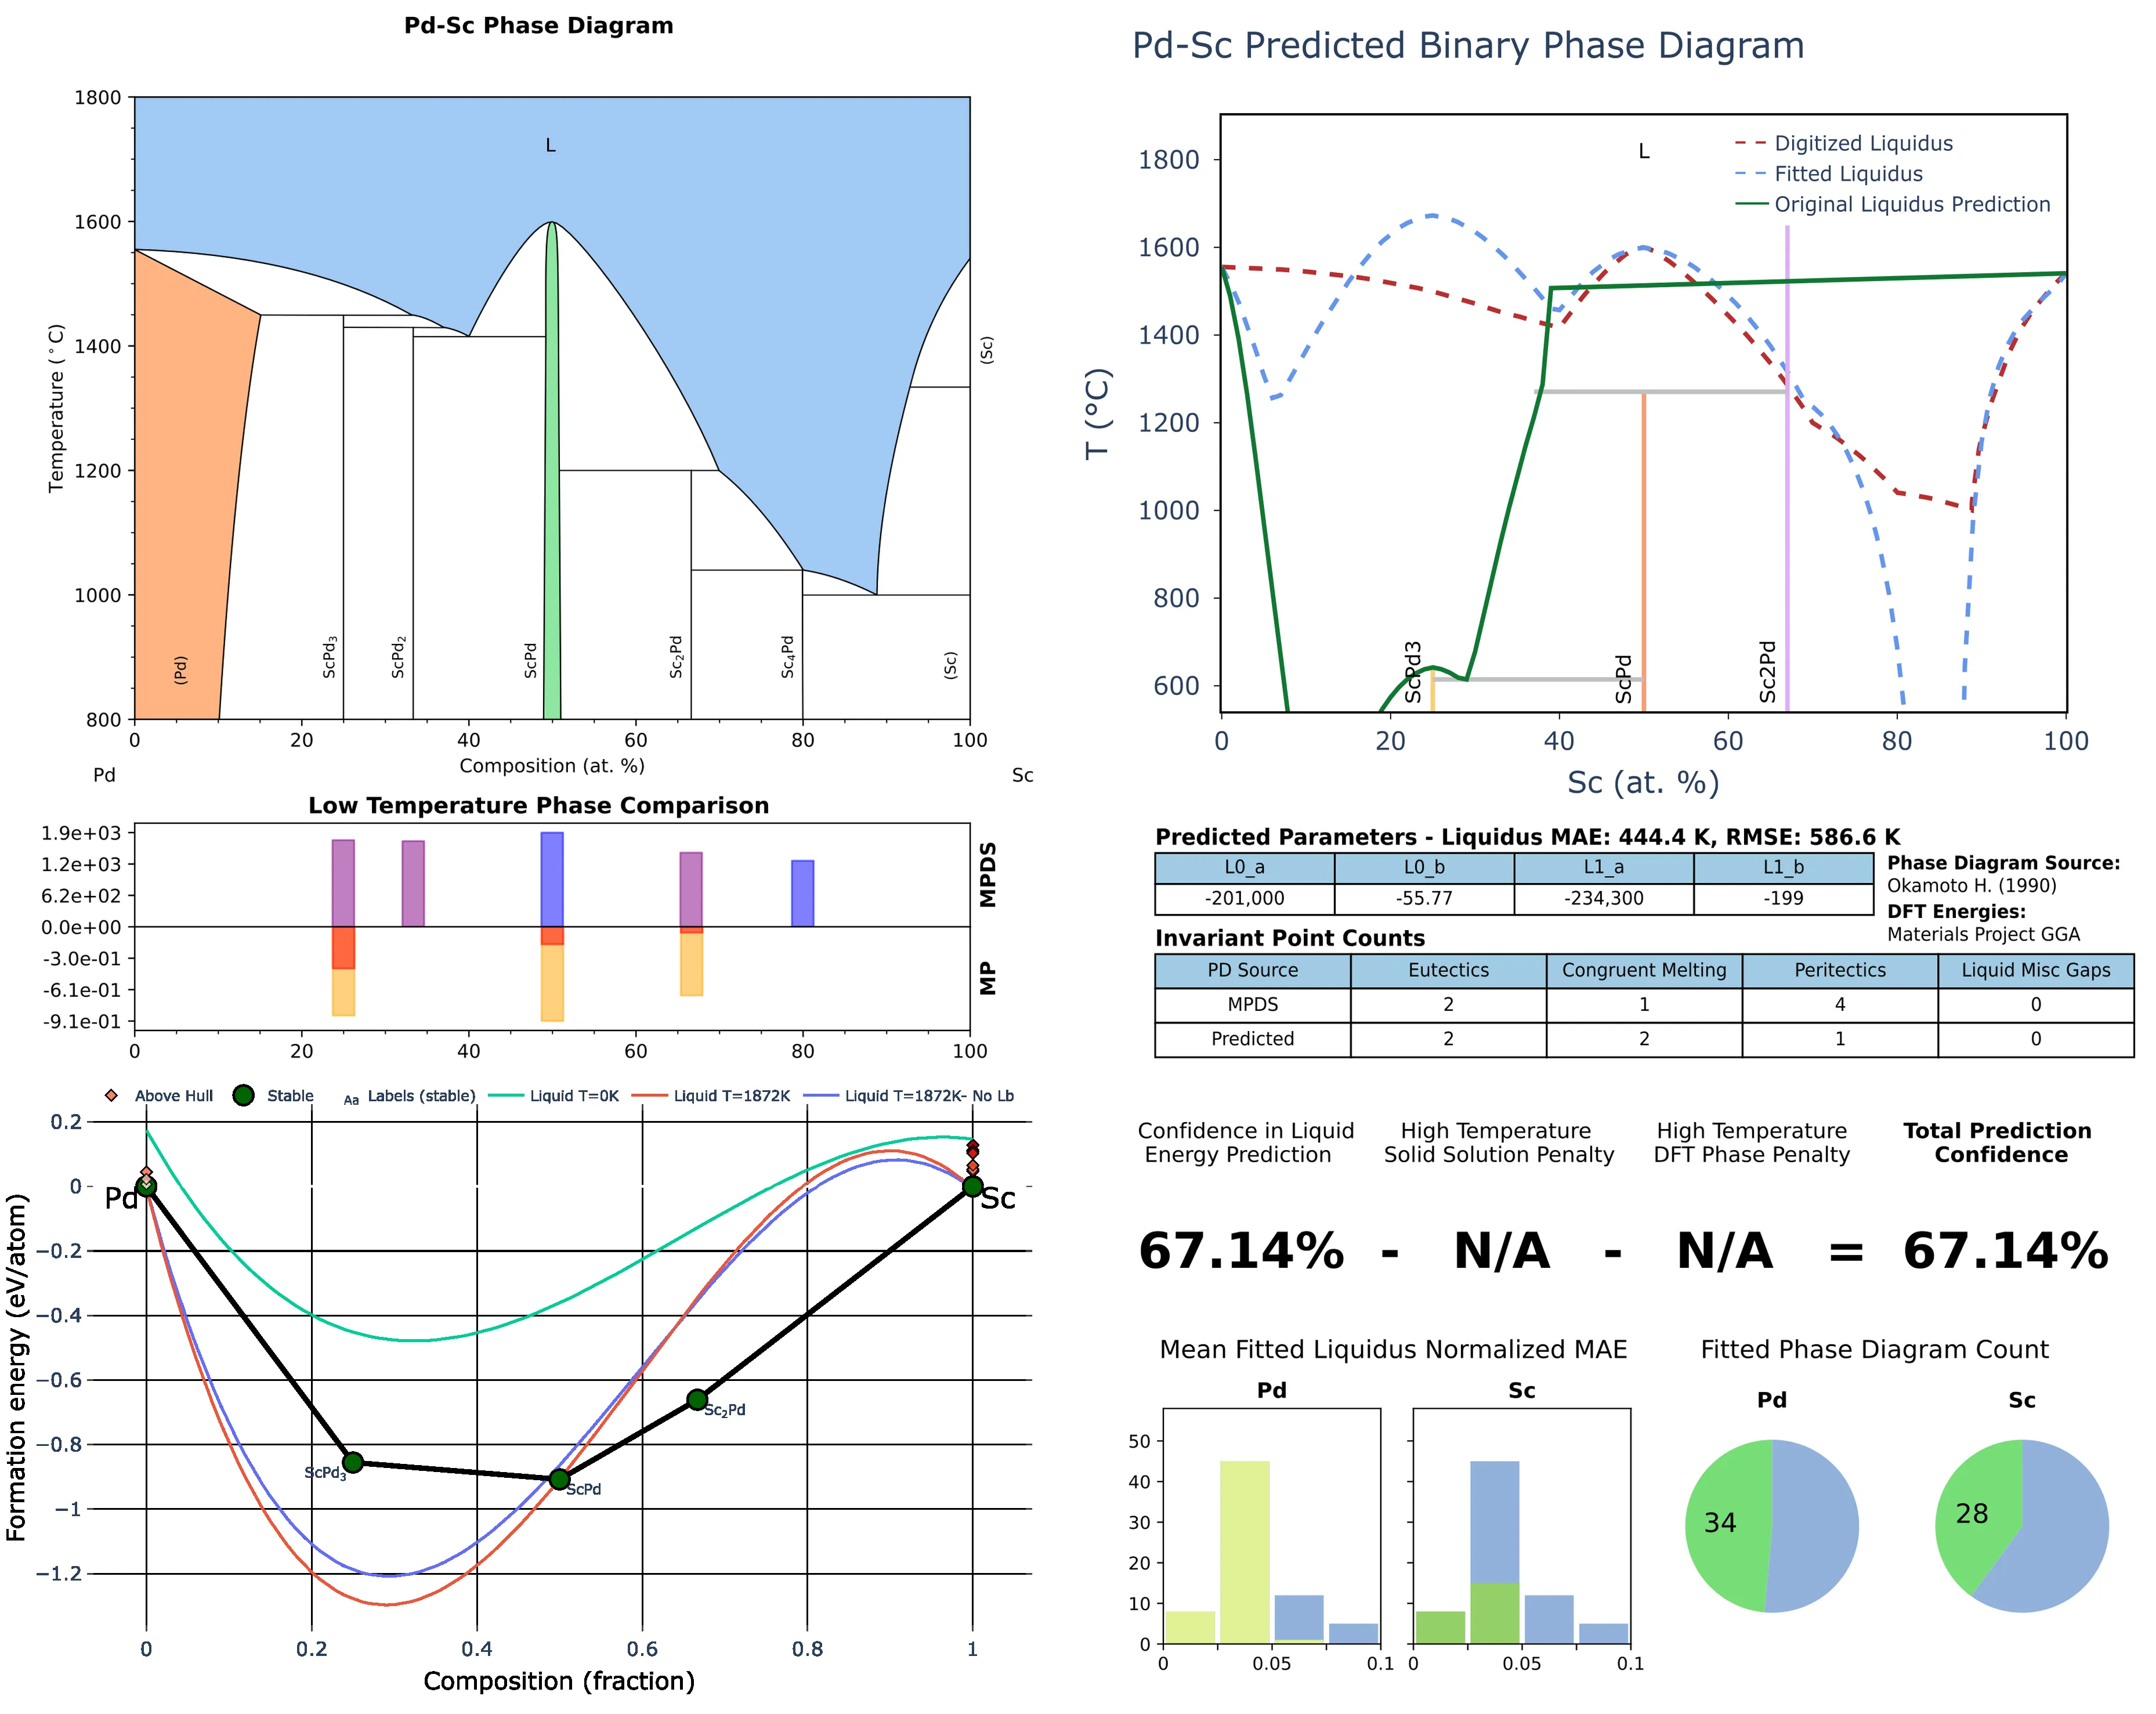 Pd-Sc Phase Diagram
1800
1600
1400
1200
1000
800
Temperature (°C)
L
(Pd)
ScPd3
ScPd2
ScPd
Sc2Pd
Sc4Pd
(Sc)
(Sc)
0 20 40 60 80 100
Composition (at. %)
Pd Sc
Low Temperature Phase Comparison
1.9e+03
1.2e+03
6.2e+02
0.0e+00
-3.0e-01
-6.1e-01
-9.1e-01
MPDS
MP
0 20 40 60 80 100
Above Hull Stable Aa Labels (stable) Liquid T=0K Liquid T=1872K Liquid T=1872K- No Lb
0.2
0
−0.2
−0.4
−0.6
−0.8
−1
−1.2
Formation energy (eV/atom)
Pd
Sc
Sc2Pd
ScPd3
ScPd
0 0.2 0.4 0.6 0.8 1
Composition (fraction)
Pd-Sc Predicted Binary Phase Diagram
L
Digitized Liquidus
Fitted Liquidus
Original Liquidus Prediction
1800
1600
1400
1200
1000
800
600
T (°C)
ScPd3
ScPd
Sc2Pd
0 20 40 60 80 100
Sc (at. %)
Predicted Parameters - Liquidus MAE: 444.4 K, RMSE: 586.6 K
L0_a L0_b L1_a L1_b
-201,000 -55.77 -234,300 -199
Phase Diagram Source:
Okamoto H. (1990)
DFT Energies:
Materials Project GGA
Invariant Point Counts
PD Source Eutectics Congruent Melting Peritectics Liquid Misc Gaps
MPDS 2 1 4 0
Predicted 2 2 1 0
Confidence in Liquid
Energy Prediction
High Temperature
Solid Solution Penalty
High Temperature
DFT Phase Penalty
Total Prediction
Confidence
67.14% - N/A - N/A = 67.14%
Mean Fitted Liquidus Normalized MAE
Pd Sc
50
40
30
20
10
0
0 0.05 0.1
0 0.05 0.1
Fitted Phase Diagram Count
Pd Sc
34 28